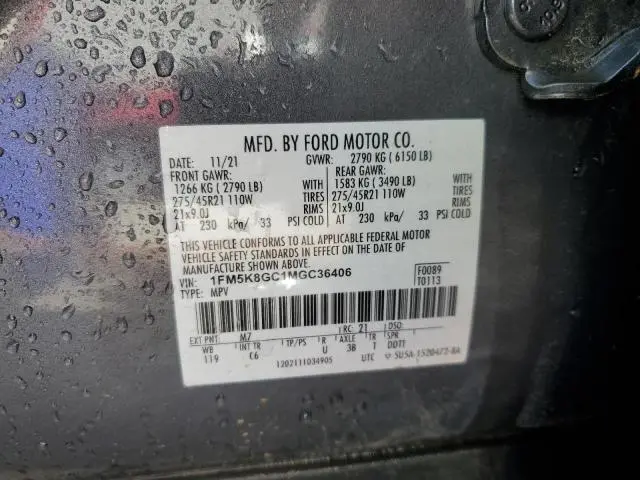 MFD. BY FORD MOTOR CO.
DATE: 11/21 GVWR: 2790 KG ( 6150 LB)
FRONT GAWR: REAR GAWR:
1266 KG ( 2790 LB) WITH 1583 KG ( 3490 LB) WITH
275/45R21 110W TIRES 275/45R21 110W TIRES
21x9.0J RIMS 21x9.0J RIMS
AT 230 kPa/ 33 PSI COLD AT 230 kPa/ 33 PSI COLD
THIS VEHICLE CONFORMS TO ALL APPLICABLE FEDERAL MOTOR
VEHICLE SAFETY STANDARDS IN EFFECT ON THE DATE OF
MANUFACTURE SHOWN ABOVE.
VIN: 1FM5K8GC1MGC36406 F0089
TYPE: MPV T0113
EXT PNT: M7 RC: 21 DSO:
WB INT TR TP/PS R AXLE TR SPR
119 C6 U 3B T DDTT
1202111034905 UTC 5U5A-1520472-BA